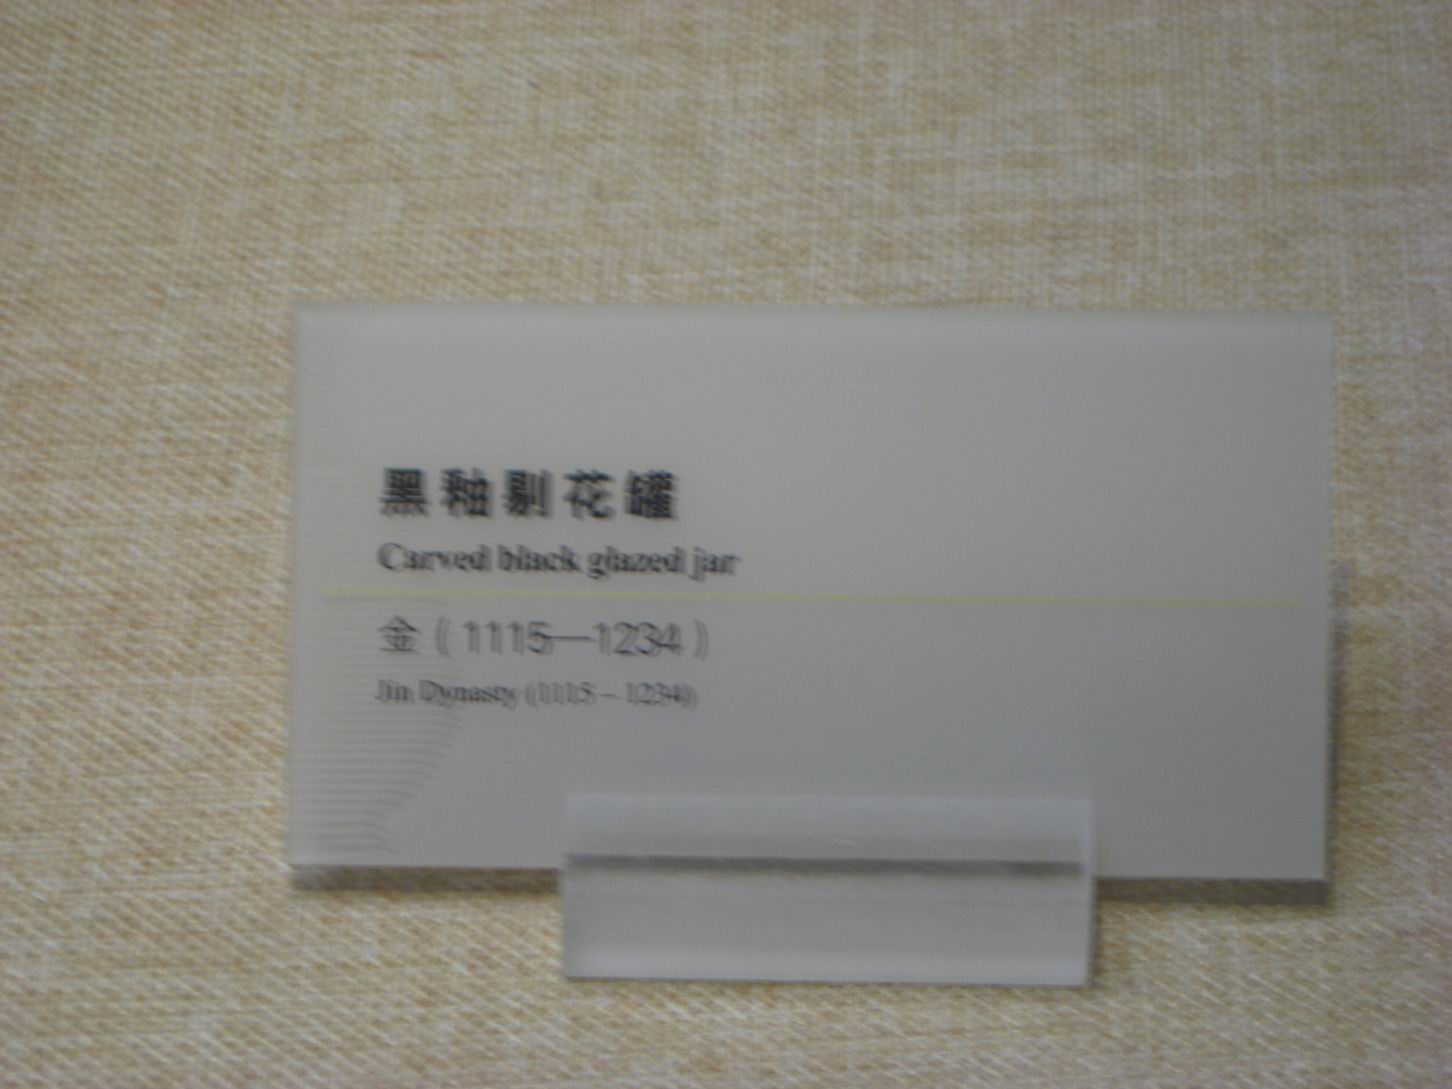 黑釉剔花罐
Carved black glazed jar
金（1115—1234）
Jin Dynasty (1115 – 1234)